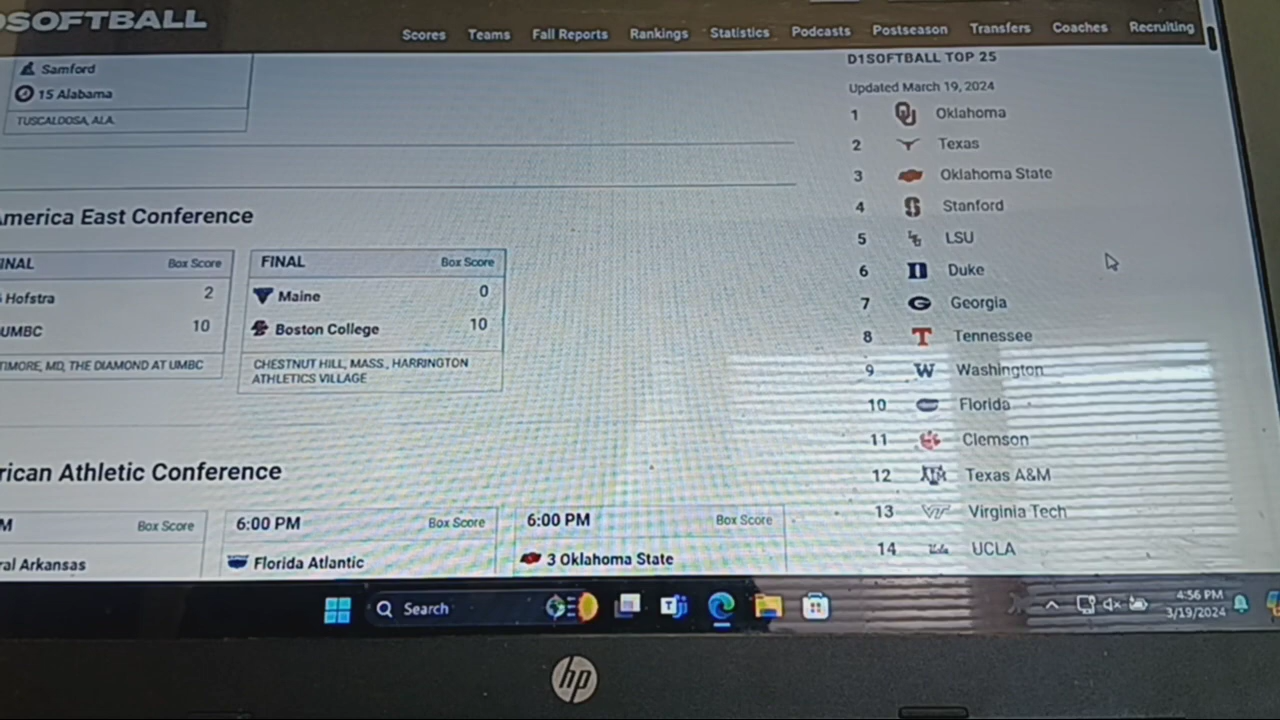 SOFTBALL
Scores Teams Fall Reports Rankings Statistics Podcasts Postseason Transfers Coaches Recruiting
Samford
15 Alabama
TUSCALOOSA, ALA.
D1SOFTBALL TOP 25
Updated March 19, 2024
1 Oklahoma
2 Texas
3 Oklahoma State
4 Stanford
5 LSU
6 Duke
7 Georgia
8 Tennessee
9 Washington
10 Florida
11 Clemson
12 Texas A&M
13 Virginia Tech
14 UCLA
merica East Conference
INAL Box Score
Hofstra 2
UMBC 10
TIMORE, MD, THE DIAMOND AT UMBC
FINAL Box Score
Maine 0
Boston College 10
CHESTNUT HILL, MASS., HARRINGTON
ATHLETICS VILLAGE
rican Athletic Conference
M Box Score
ral Arkansas
6:00 PM Box Score
Florida Atlantic
6:00 PM Box Score
3 Oklahoma State
Search
4:56 PM
3/19/2024
hp